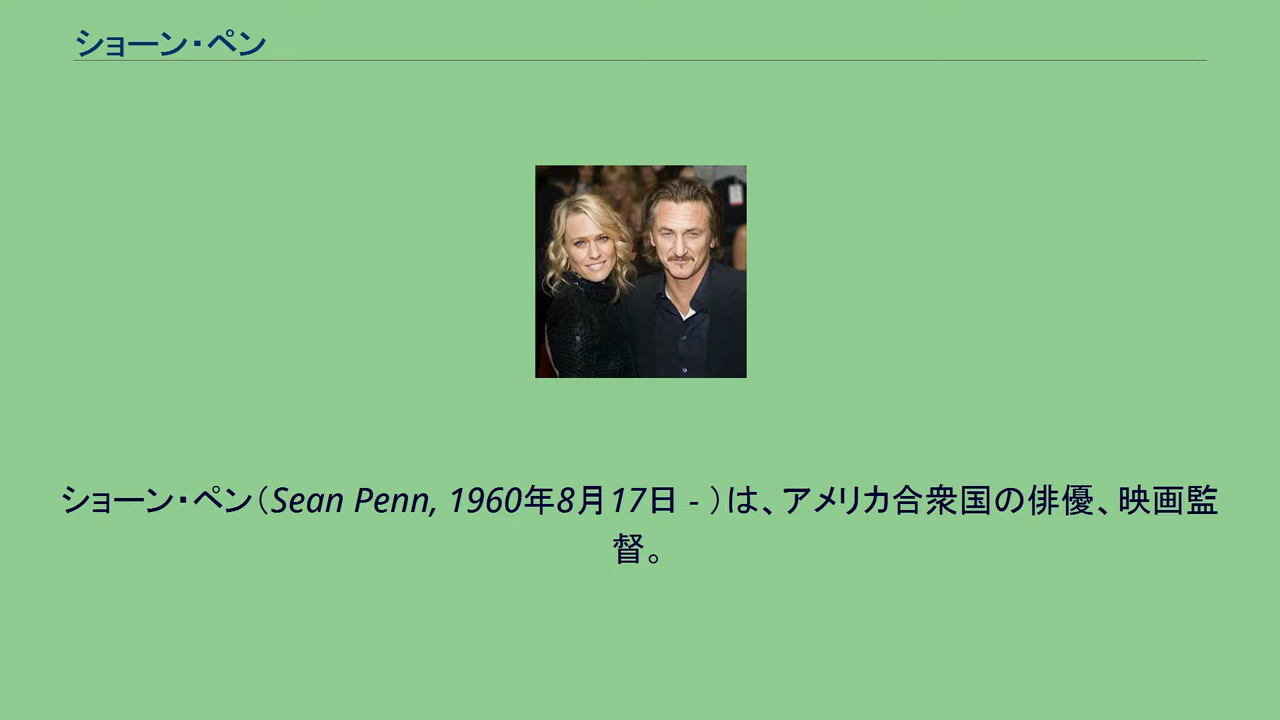 ショーン・ペン
ショーン・ペン（Sean Penn, 1960年8月17日 - ）は、アメリカ合衆国の俳優、映画監
督。